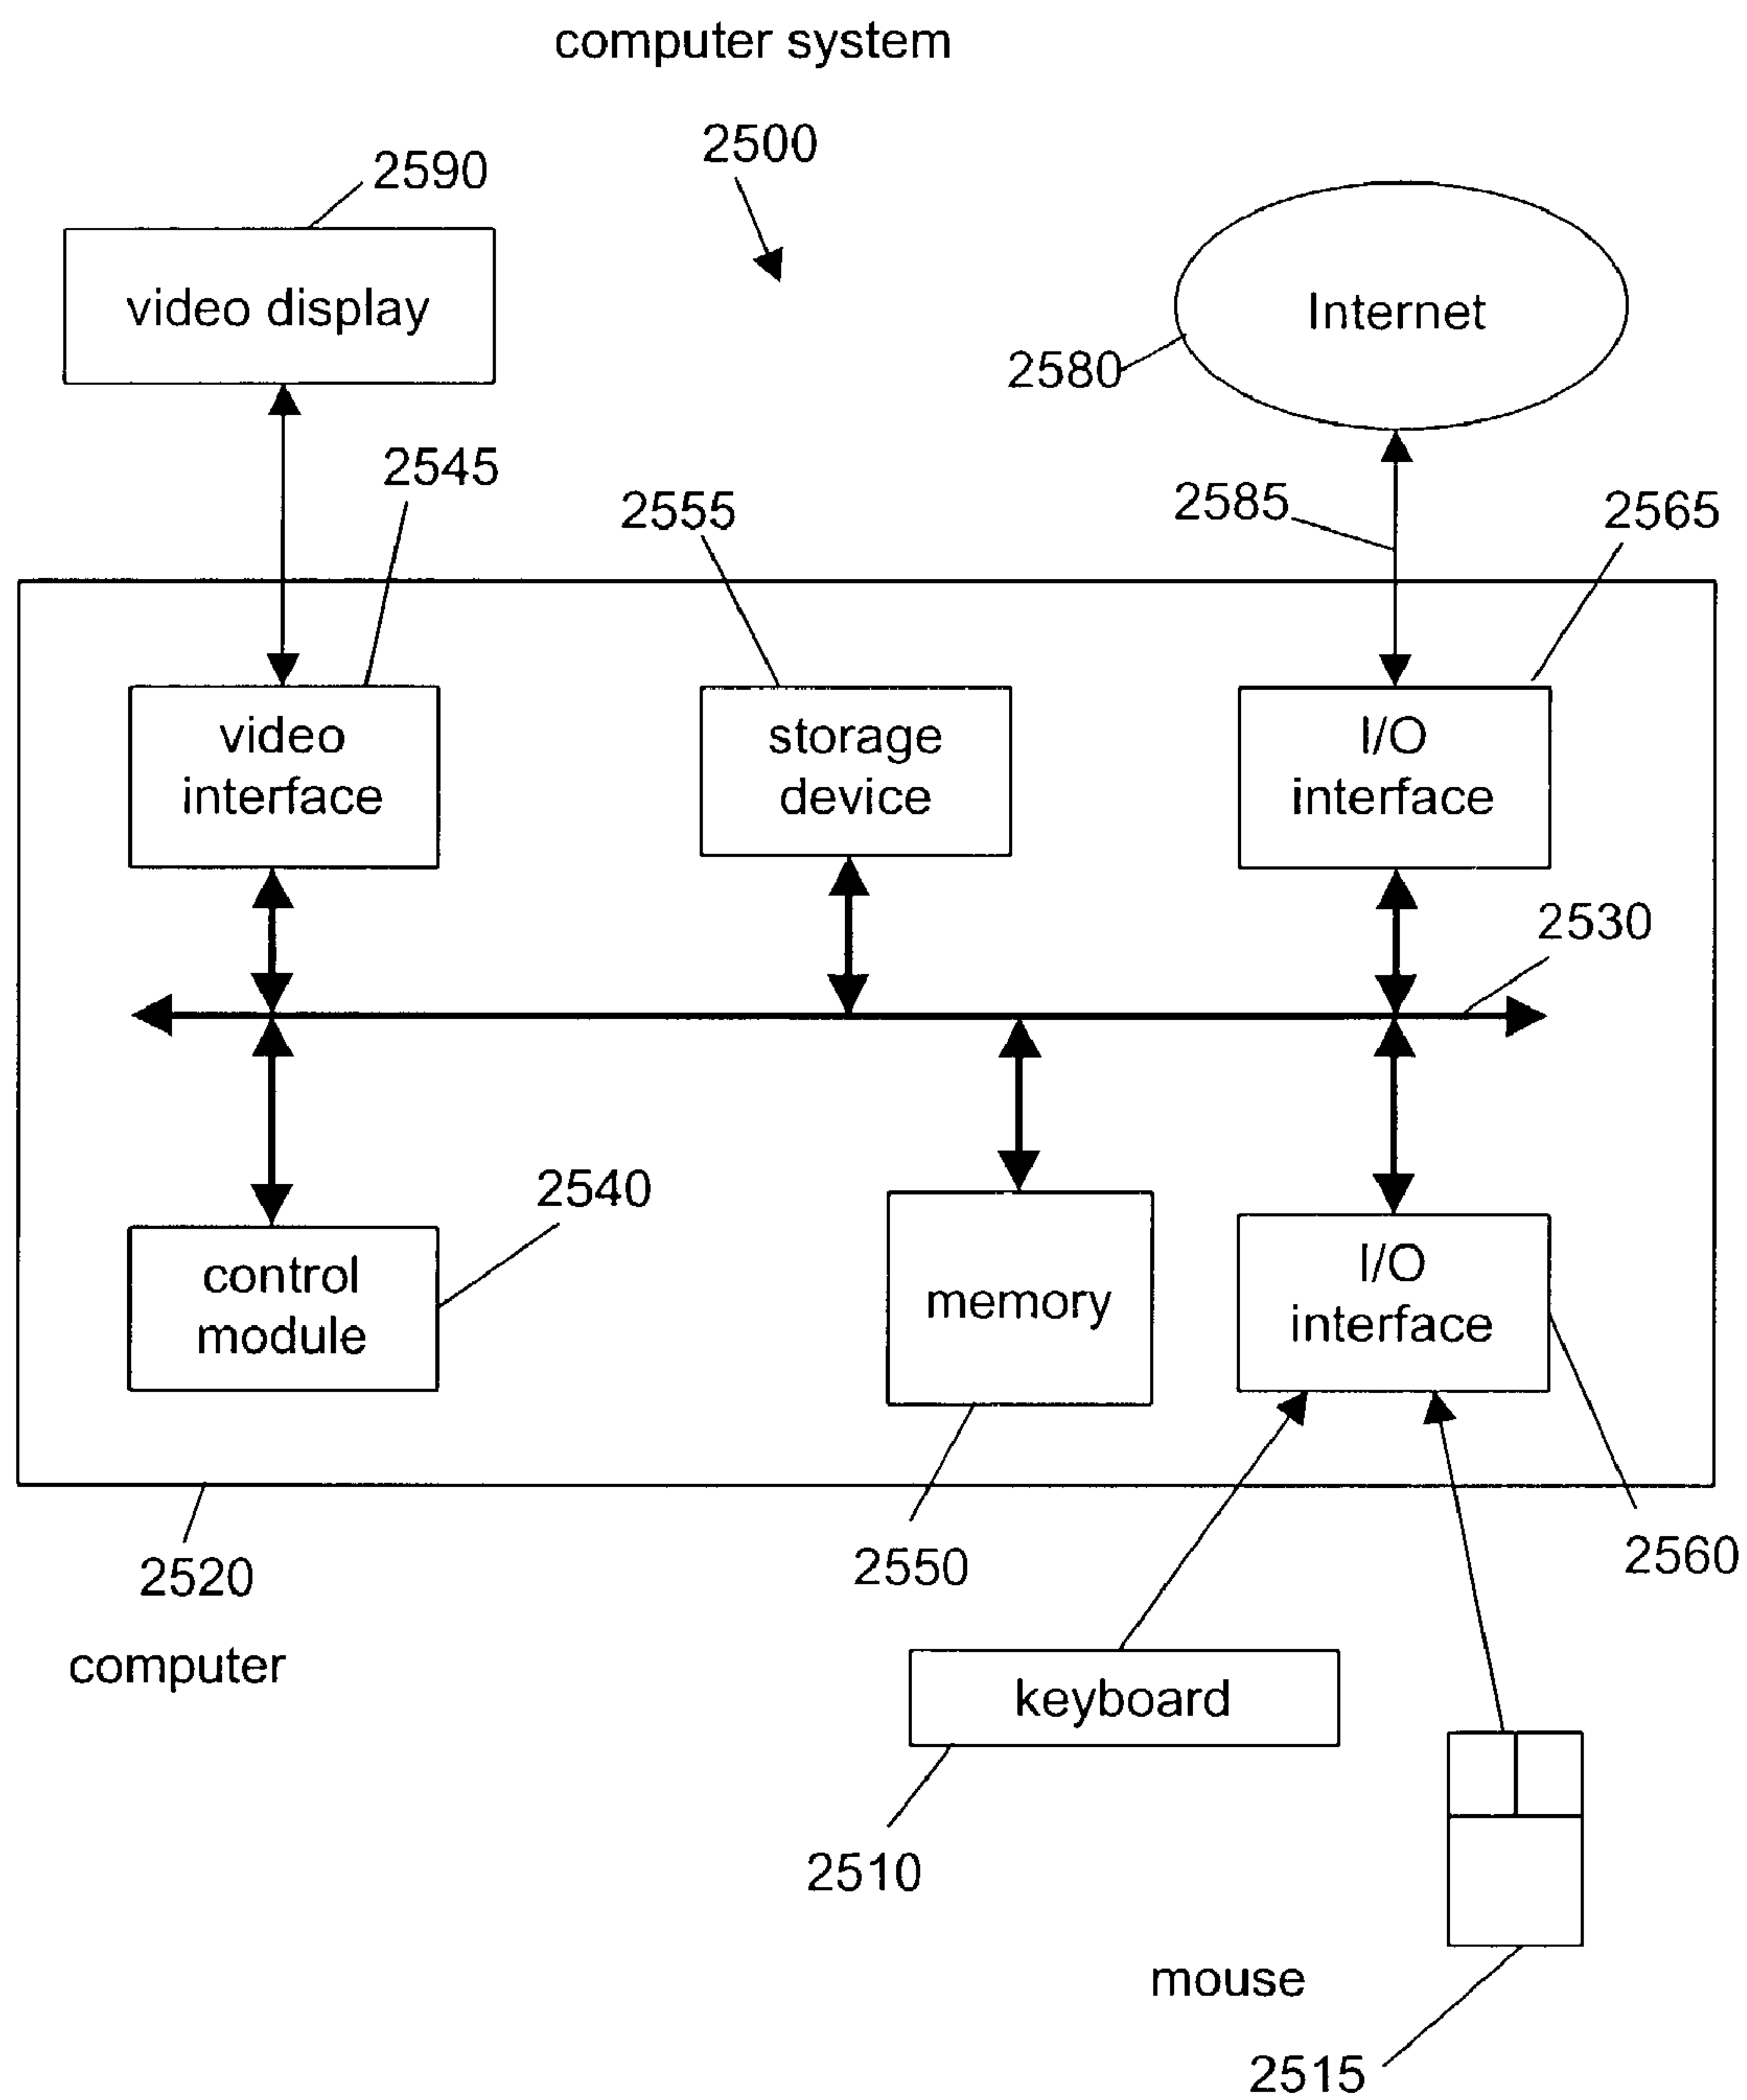 computer system
2500
2590
video display
Internet
2580
2545
2555
2585
2565
video
interface
storage
device
I/O
interface
2530
2540
control
module
memory
I/O
interface
2520
computer
2550
2560
keyboard
2510
mouse
2515